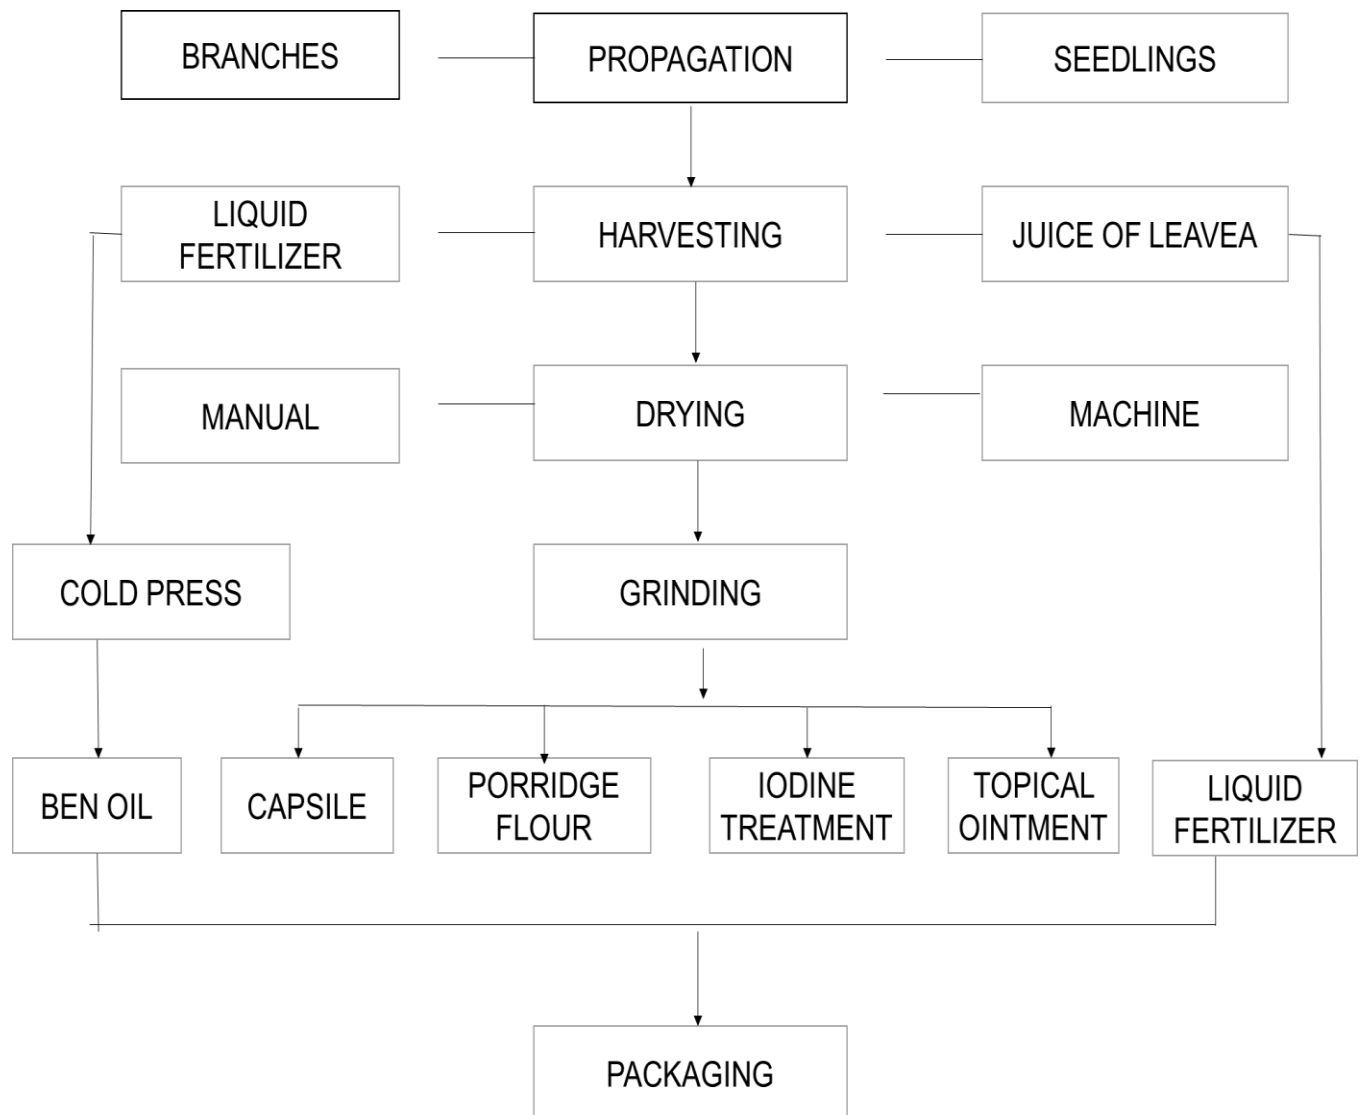 BRANCHES
PROPAGATION
SEEDLINGS
LIQUID
FERTILIZER
HARVESTING
JUICE OF LEAVEA
MANUAL
DRYING
MACHINE
COLD PRESS
GRINDING
BEN OIL
CAPSILE
PORRIDGE
FLOUR
IODINE
TREATMENT
TOPICAL
OINTMENT
LIQUID
FERTILIZER
PACKAGING